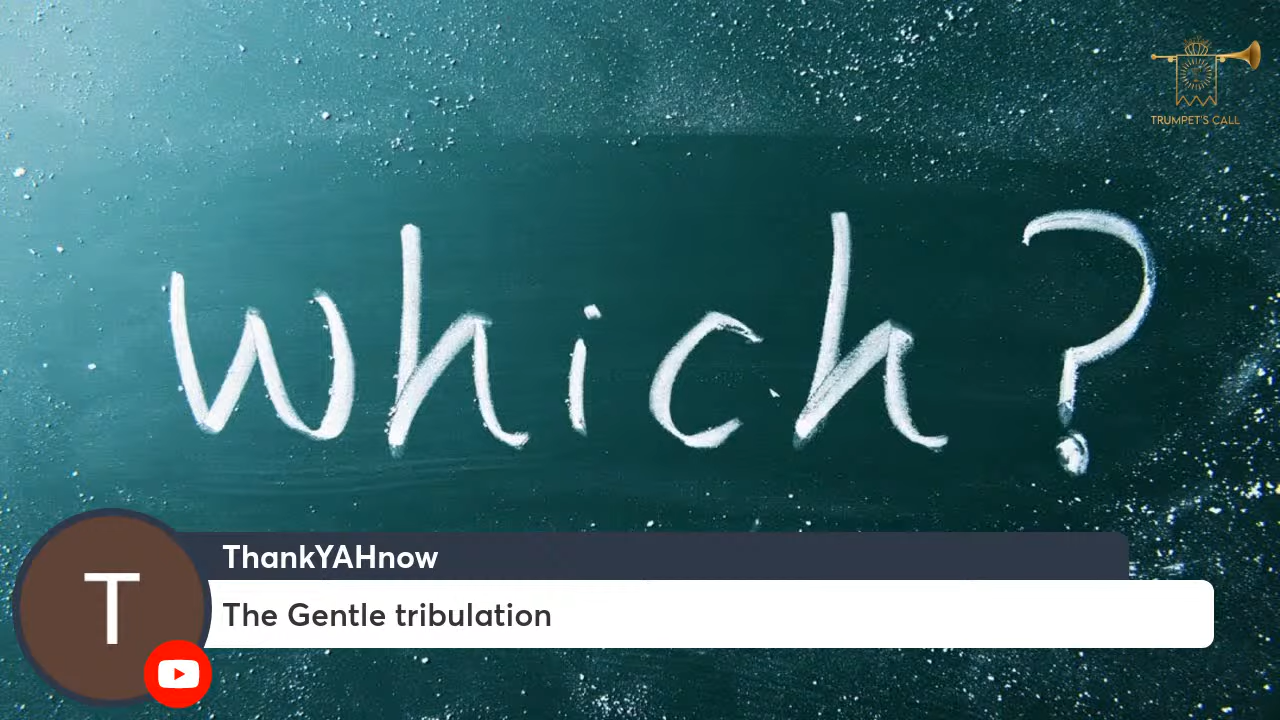 TRUMPET'S CALL
which?
ThankYAHnow
T
The Gentle tribulation